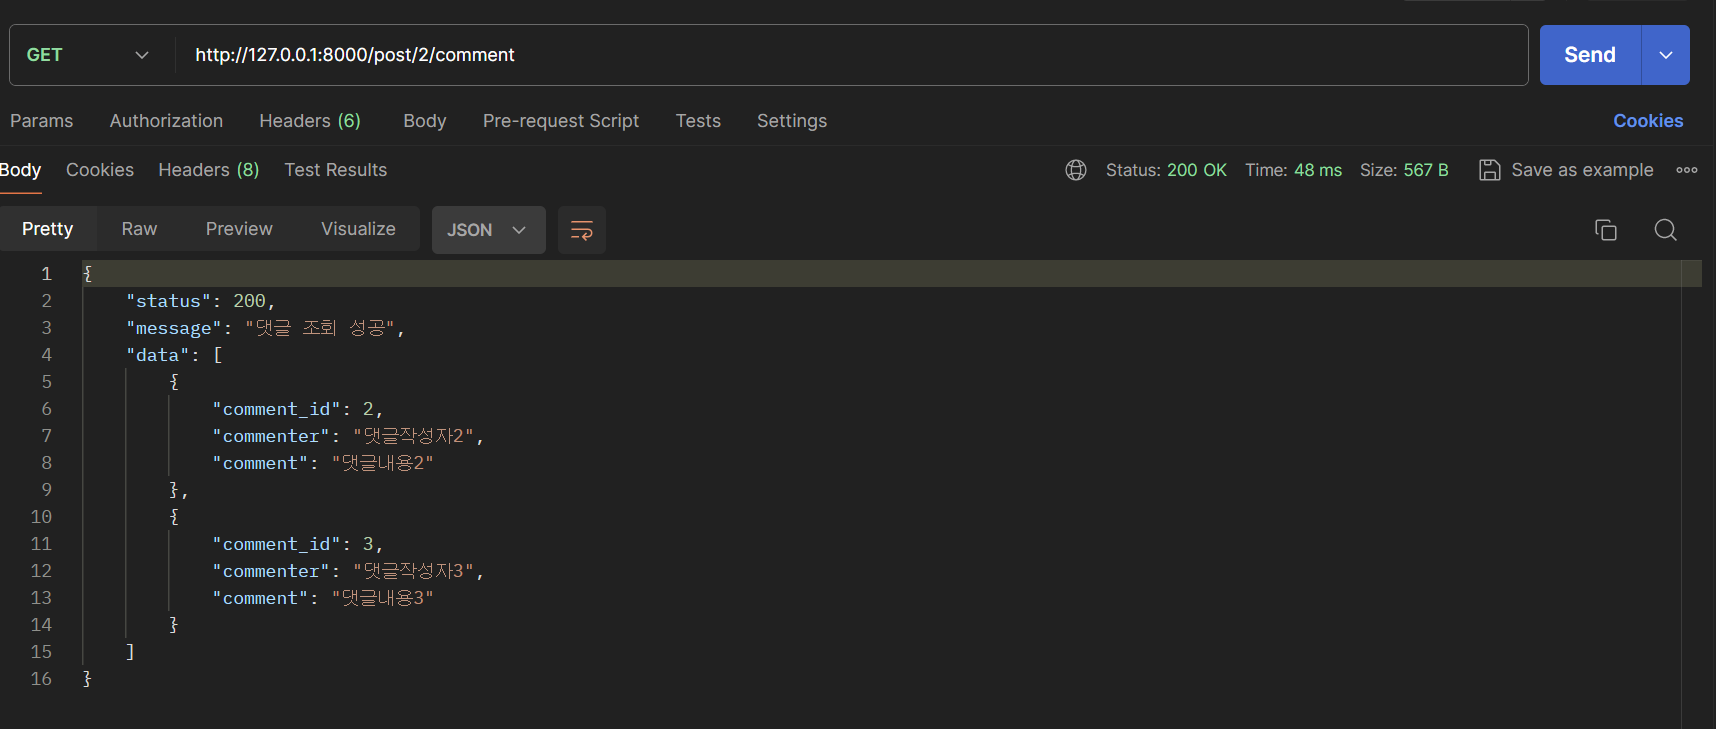 GET http://127.0.0.1:8000/post/2/comment Send
Params Authorization Headers (6) Body Pre-request Script Tests Settings Cookies
Body Cookies Headers (8) Test Results Status: 200 OK Time: 48 ms Size: 567 B Save as example
Pretty Raw Preview Visualize JSON
1 {
2 "status": 200,
3 "message": "댓글 조회 성공",
4 "data": [
5 {
6 "comment_id": 2,
7 "commenter": "댓글작성자2",
8 "comment": "댓글내용2"
9 },
10 {
11 "comment_id": 3,
12 "commenter": "댓글작성자3",
13 "comment": "댓글내용3"
14 }
15 ]
16 }